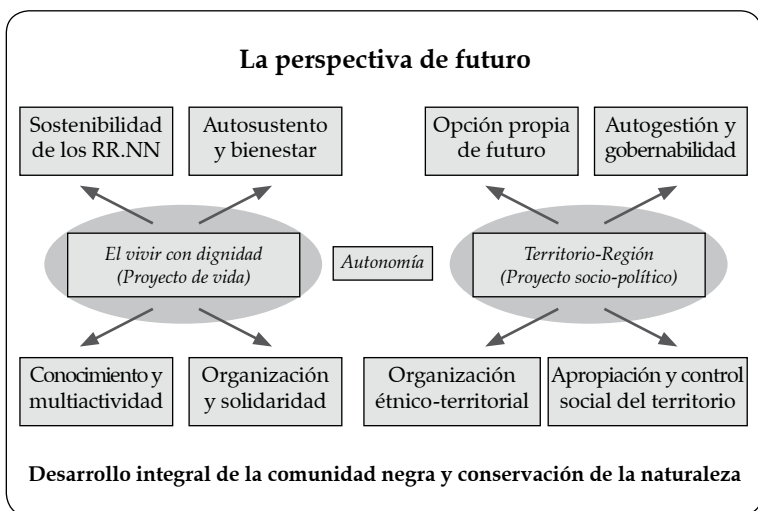 La perspectiva de futuro
Sostenibilidad
de los RR.NN
Autosustento
y bienestar
Opción propia
de futuro
Autogestión y
gobernabilidad
El vivir con dignidad
(Proyecto de vida)
Autonomía
Territorio-Región
(Proyecto socio-político)
Conocimiento y
multiactividad
Organización
y solidaridad
Organización
étnico-territorial
Apropiación y control
social del territorio
Desarrollo integral de la comunidad negra y conservación de la naturaleza